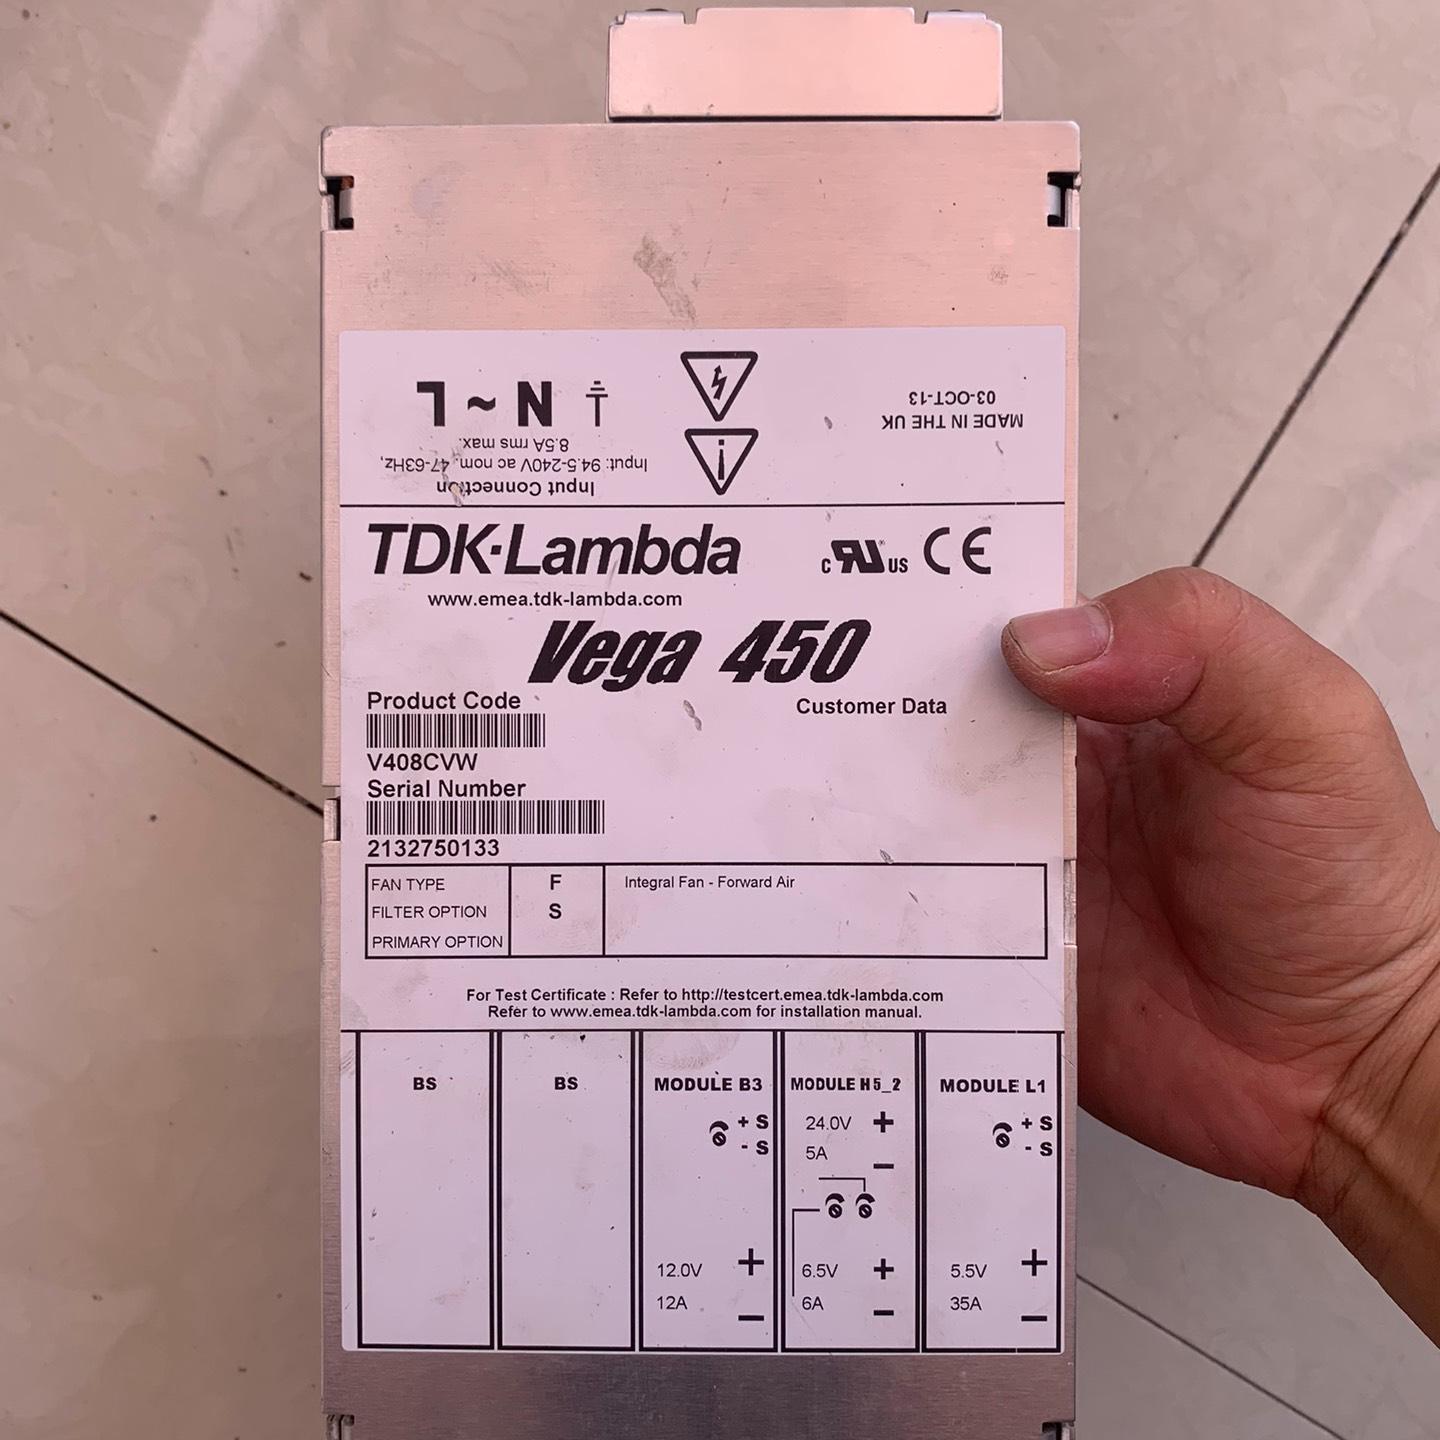 MADE IN THE UK
03-OCT-13
Input Connection
Input: 94.5-240V ac nom. 47-63Hz,
8.5A rms max.
N ~ L
TDK·Lambda
c RU us CE
www.emea.tdk-lambda.com
Vega 450
Product Code
Customer Data
V408CVW
Serial Number
2132750133
FAN TYPE F Integral Fan - Forward Air
FILTER OPTION S
PRIMARY OPTION
For Test Certificate : Refer to http://testcert.emea.tdk-lambda.com
Refer to www.emea.tdk-lambda.com for installation manual.
BS
BS
MODULE B3
+ S
- S
12.0V +
12A -
MODULE H5_2
24.0V +
5A -
6.5V +
6A -
MODULE L1
+ S
- S
5.5V +
35A -